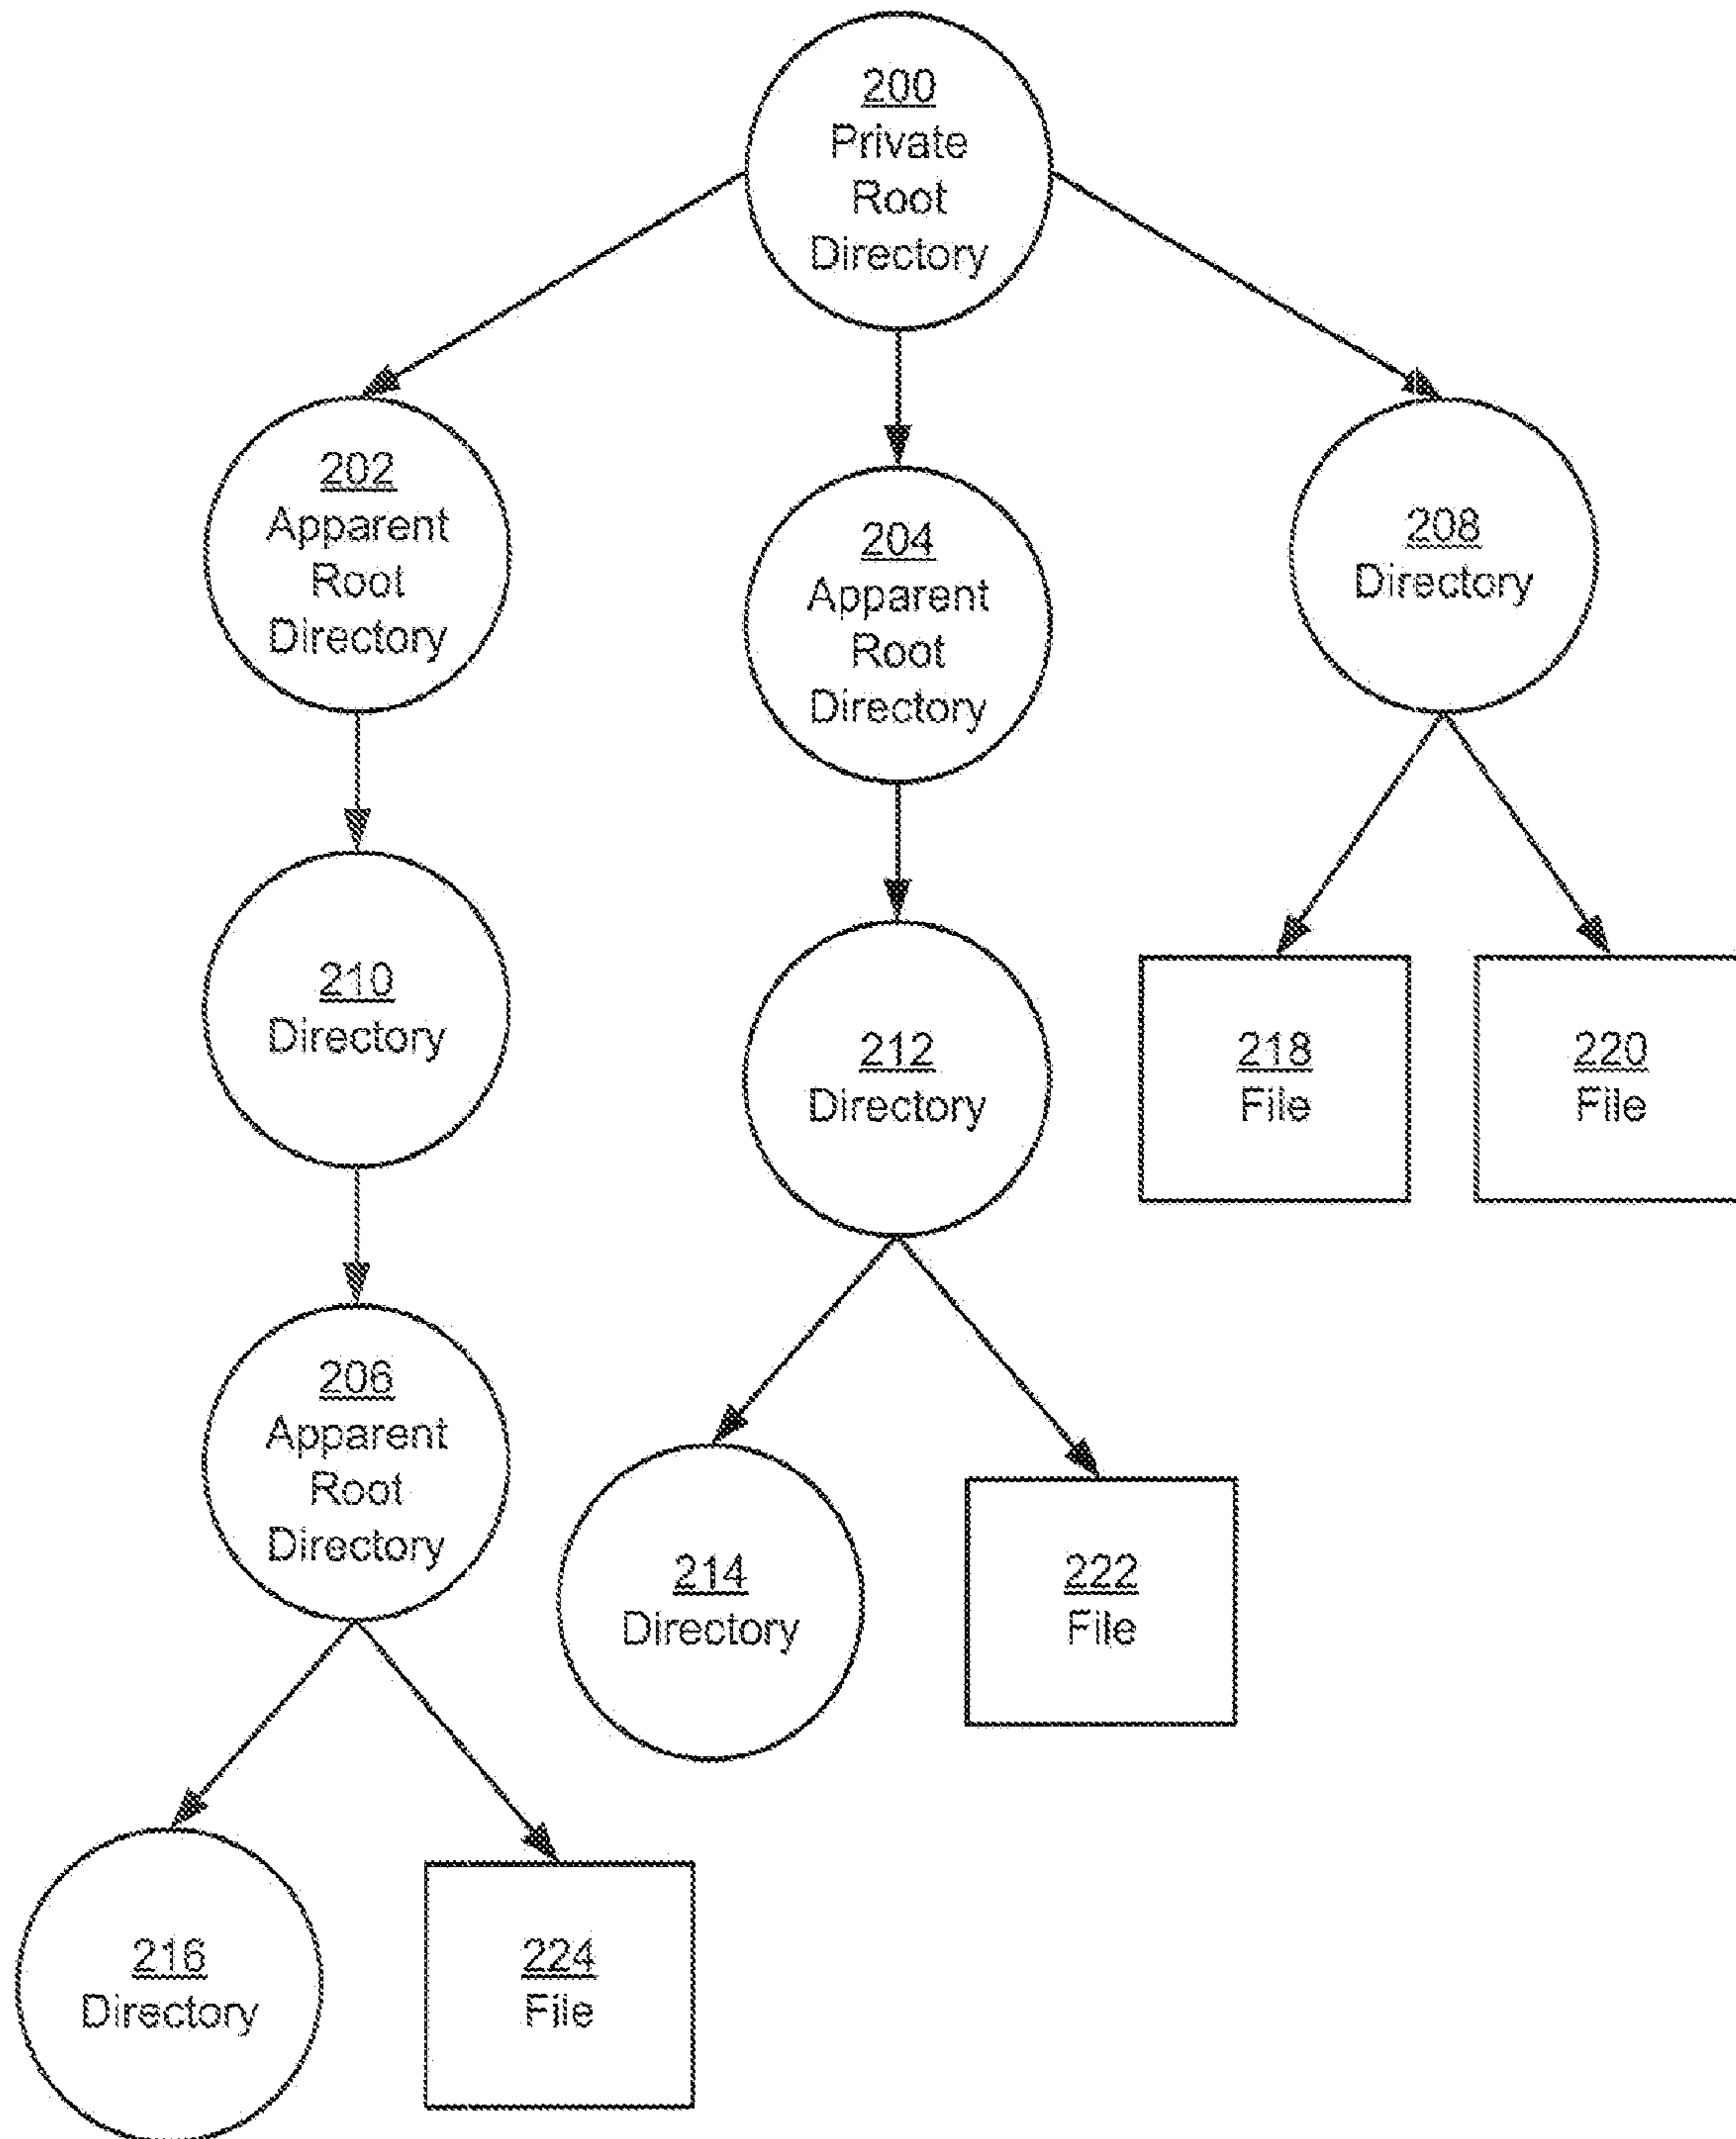 200
Private
Root
Directory
202
Apparent
Root
Directory
204
Apparent
Root
Directory
208
Directory
210
Directory
212
Directory
218
File
220
File
206
Apparent
Root
Directory
214
Directory
222
File
216
Directory
224
File